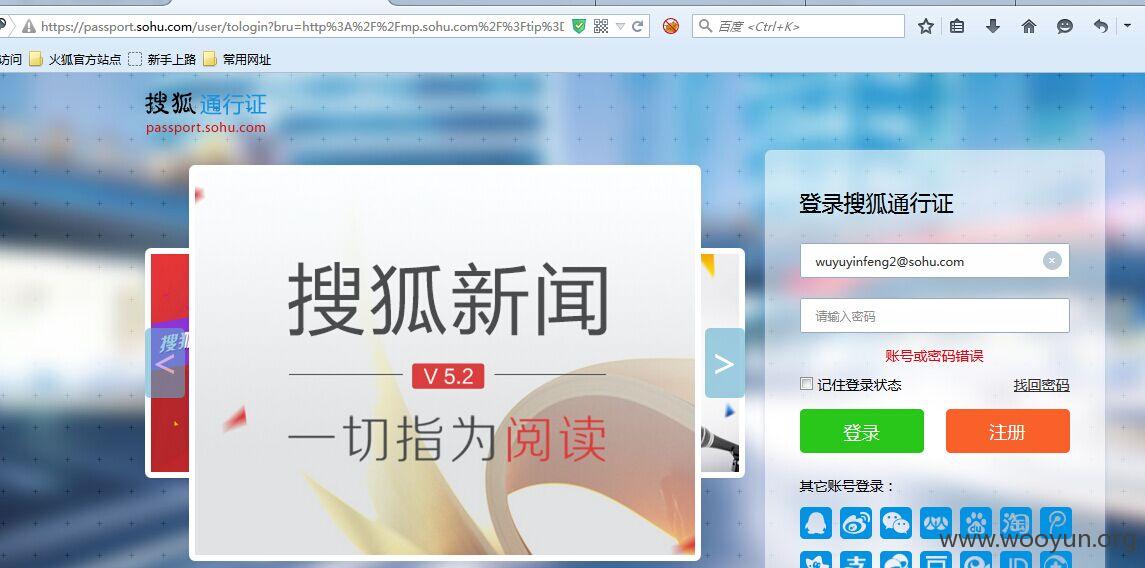 https://passport.sohu.com/user/tologin?bru=http%3A%2F%2Fmp.sohu.com%2F%3Ftip%3D
百度 <Ctrl+K>
访问 火狐官方站点 新手上路 常用网址
搜狐 通行证
passport.sohu.com
登录搜狐通行证
wuyuyinfeng2@sohu.com
请输入密码
账号或密码错误
记住登录状态 找回密码
登录 注册
其它账号登录：
搜狐新闻
V 5.2
一切指为阅读
搜狐
<
>
www.wooyun.org